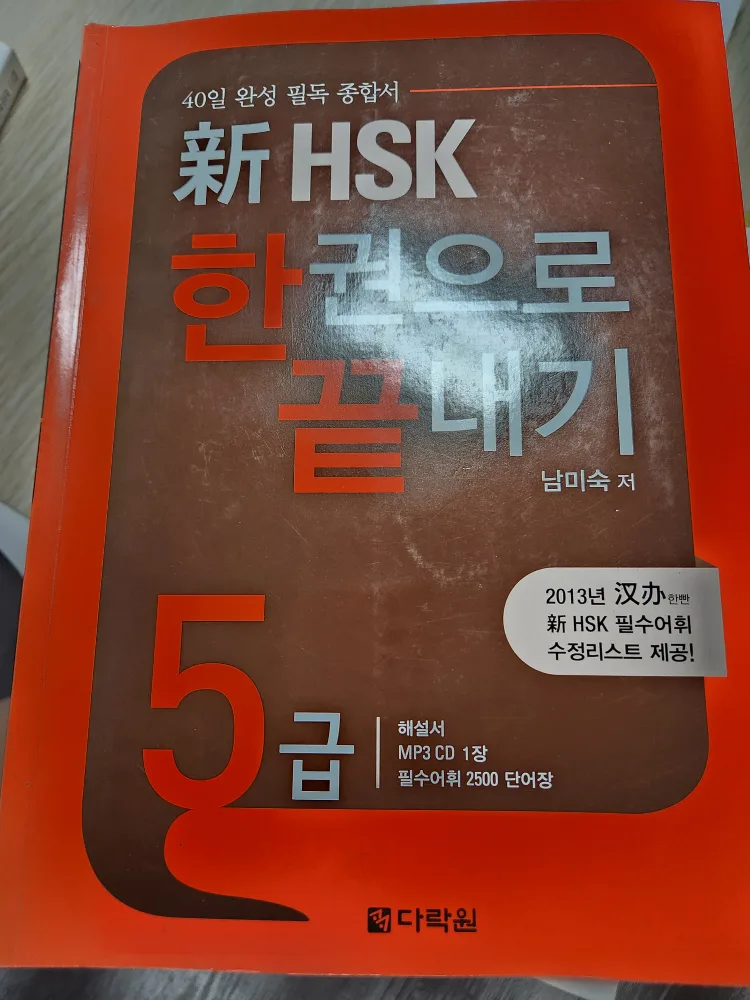 40일 완성 필독 종합서
新 HSK
한권으로
끝내기
남미숙 저
2013년 汉办 한빤
新 HSK 필수어휘
수정리스트 제공!
5급
해설서
MP3 CD 1장
필수어휘 2500 단어장
다락원